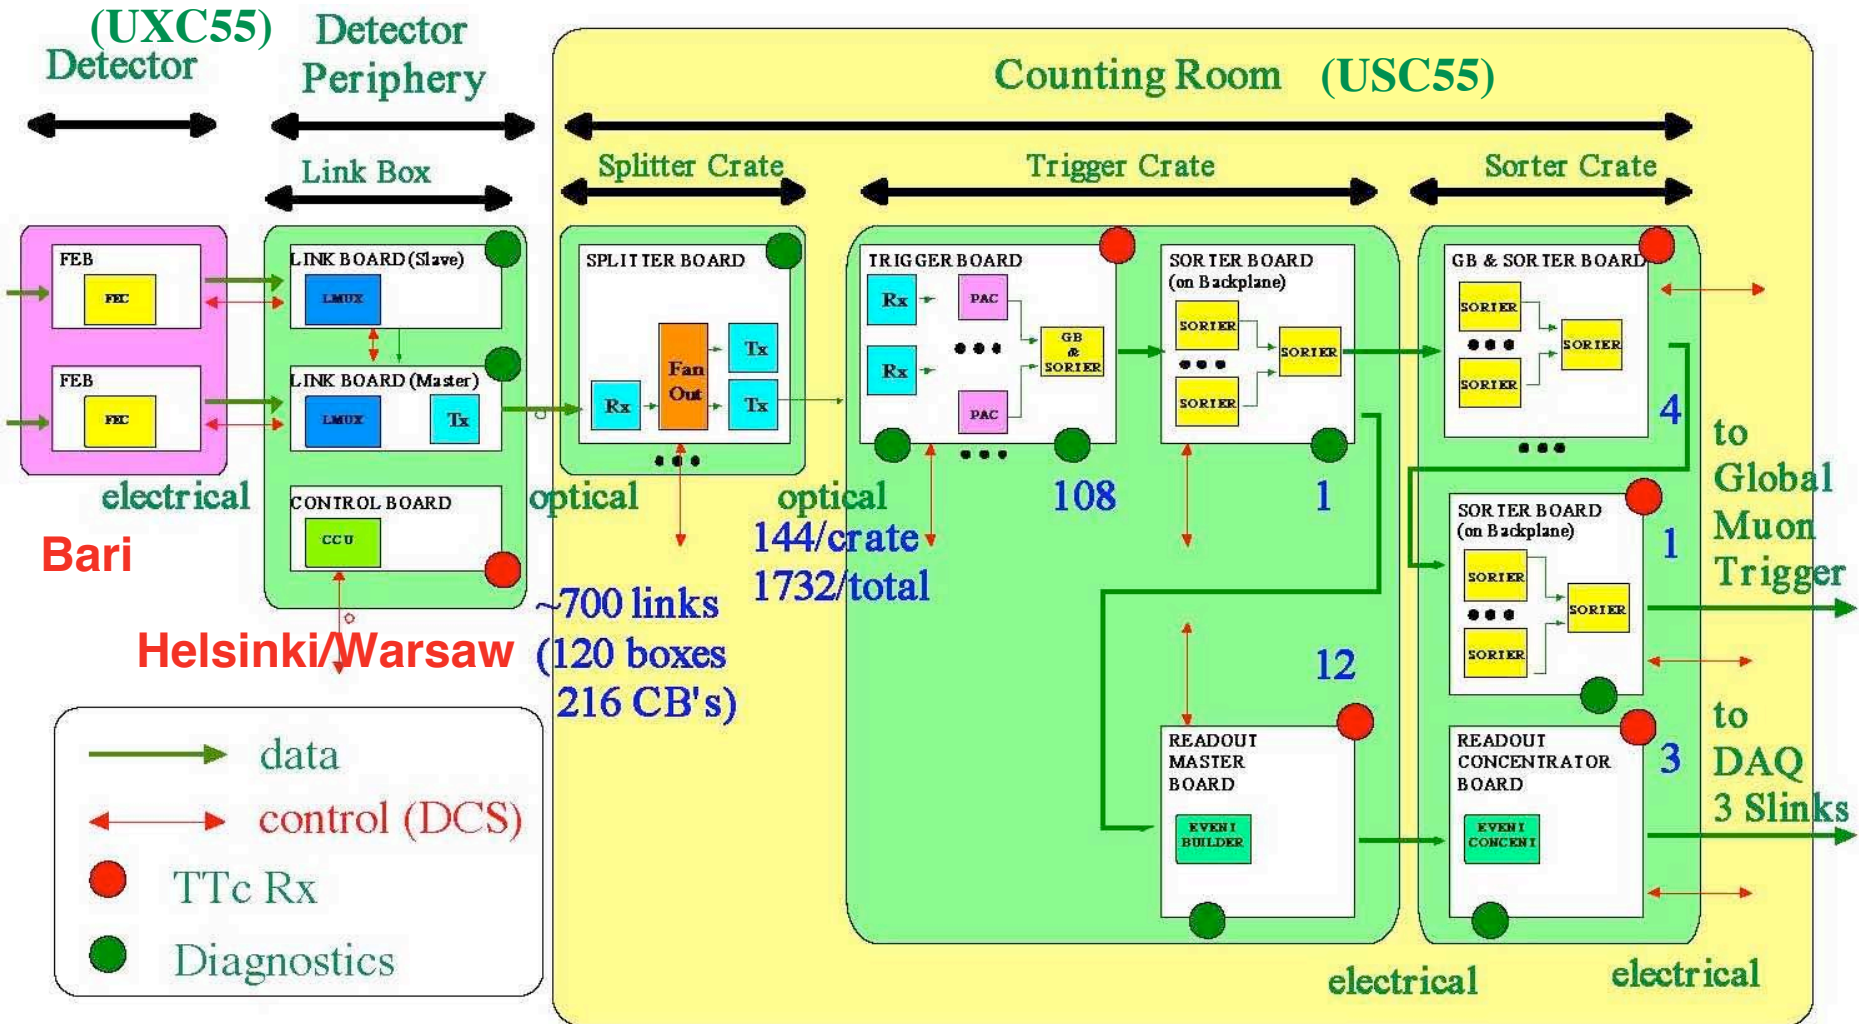 (UXC55)
Detector
Detector
Periphery
Counting Room (USC55)
Link Box
Splitter Crate
Trigger Crate
Sorter Crate
FEB
FEC
FEB
FEC
electrical
Bari
LINK BOARD (Slave)
LMUX
LINK BOARD (Master)
LMUX
Tx
CONTROL BOARD
CCU
Helsinki/Warsaw
optical
~700 links
(120 boxes
216 CB's)
SPLITTER BOARD
Rx
Fan
Out
Tx
Tx
optical
144/crate
1732/total
TRIGGER BOARD
Rx
Rx
PAC
PAC
GB
&
SORTER
108
SORTER BOARD
(on Backplane)
SORTER
SORTER
SORTER
1
12
READOUT
MASTER
BOARD
EVENT
BUILDER
electrical
GB & SORTER BOARD
SORTER
SORTER
SORTER
4
SORTER BOARD
(on Backplane)
SORTER
SORTER
SORTER
1
to
Global
Muon
Trigger
READOUT
CONCENTRATOR
BOARD
EVENT
CONCENT
3
to
DAQ
3 Slinks
electrical
data
control (DCS)
TTc Rx
Diagnostics